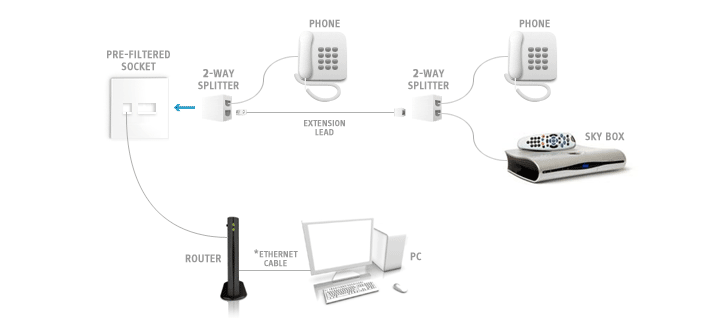 PHONE
PHONE
PRE-FILTERED
SOCKET
2-WAY
SPLITTER
2-WAY
SPLITTER
EXTENSION
LEAD
SKY BOX
ROUTER
*ETHERNET
CABLE
PC